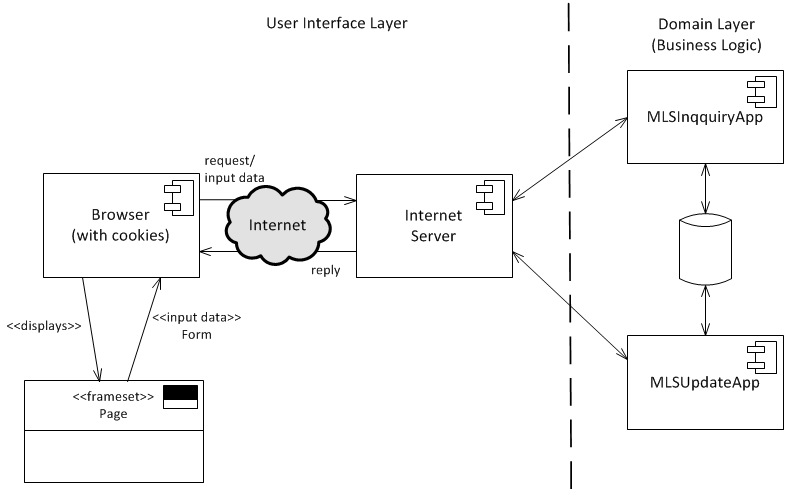 User Interface Layer
Domain Layer
(Business Logic)
MLSInqquiryApp
request/
input data
Browser
(with cookies)
Internet
Internet
Server
reply
<<displays>>
<<input data>>
Form
<<frameset>>
Page
MLSUpdateApp